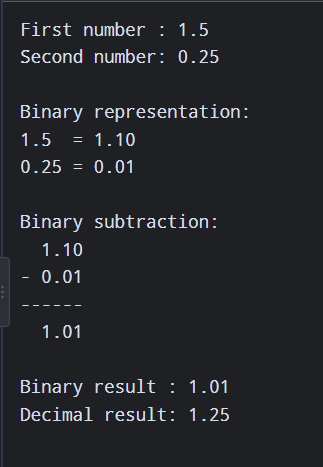 First number : 1.5
Second number: 0.25
Binary representation:
1.5  = 1.10
0.25 = 0.01
Binary subtraction:
  1.10
- 0.01
------
  1.01
Binary result : 1.01
Decimal result: 1.25